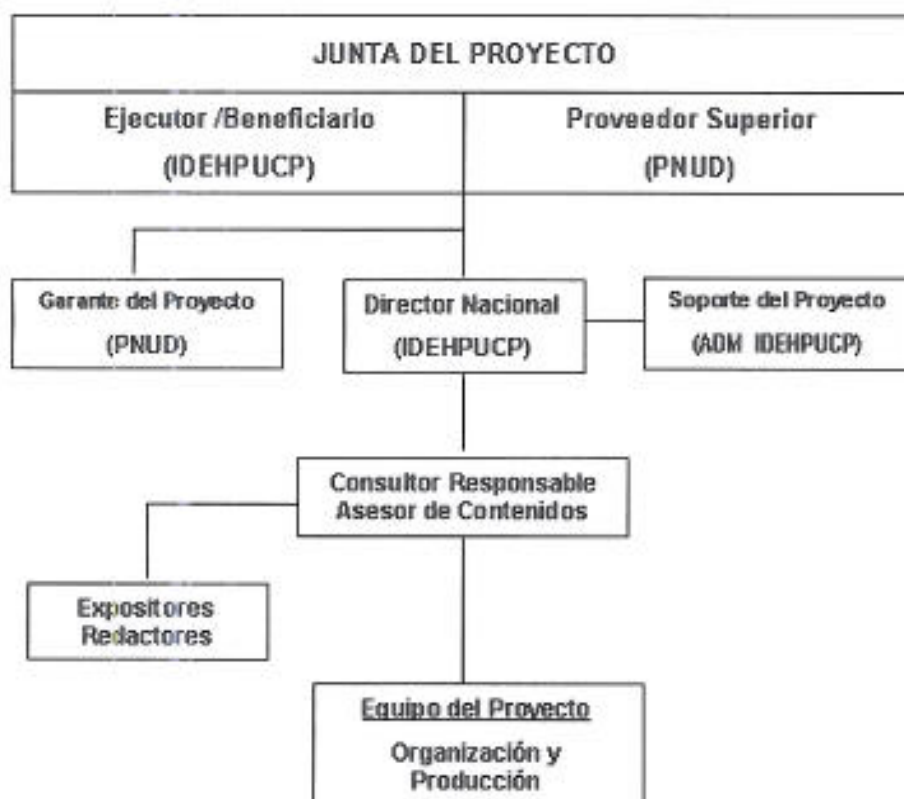 JUNTA DEL PROYECTO
Ejecutor /Beneficiario
(IDEHPUCP)
Proveedor Superior
(PNUD)
Garante del Proyecto
(PNUD)
Director Nacional
(IDEHPUCP)
Soporte del Proyecto
(ADM IDEHPUCP)
Consultor Responsable
Asesor de Contenidos
Expositores
Redactores
Equipo del Proyecto
Organización y
Producción